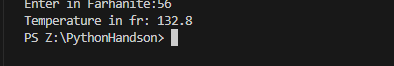 Enter in Farhanite:56
Temperature in fr: 132.8
PS Z:\PythonHandson>